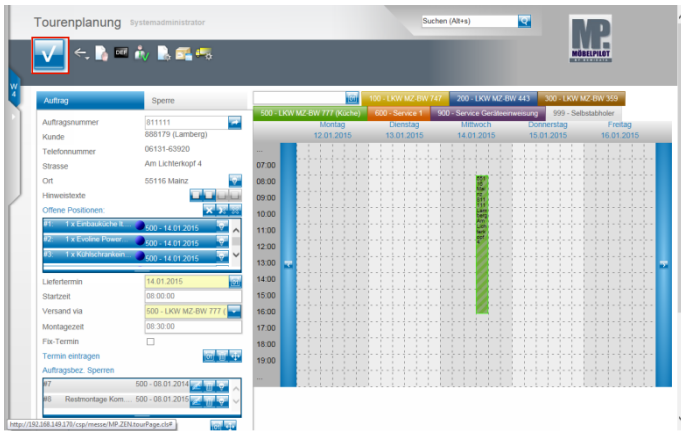 Tourenplanung Systemadministrator
Suchen (Alt+s)
MP.
MÖBELPILOT
DEF
W
4
Auftrag Sperre
100 - LKW MZ-BW 747 200 - LKW MZ-BW 443 300 - LKW MZ-BW 359
500 - LKW MZ-BW 777 (Küche) 600 - Service 1 900 - Service Geräteeinweisung 999 - Selbstabholer
Montag Dienstag Mittwoch Donnerstag Freitag
12.01.2015 13.01.2015 14.01.2015 15.01.2015 16.01.2015
Auftragsnummer 811111
Kunde 888179 (Lamberg)
Telefonnummer 06131-63920
Strasse Am Lichterkopf 4
Ort 55116 Mainz
Hinweistexte
Offene Positionen:
#1: 1 x Einbauküche lt... 500 - 14.01.2015
#2: 1 x Evoline Power... 500 - 14.01.2015
#3: 1 x Kühlschrankein... 500 - 14.01.2015
Liefertermin 14.01.2015
Startzeit 08:00:00
Versand via 500 - LKW MZ-BW 777 (
Montagezeit 08:30:00
Fix-Termin
Termin eintragen
Auftragsbez. Sperren
#7 500 - 08.01.2014
#8 Restmontage Kom... 500 - 08.01.2015
...
07:00
08:00
09:00
10:00
11:00
12:00
13:00
14:00
15:00
16:00
17:00
18:00
19:00
...
http://192.168.149.178/csp/messe/MP.ZEN.tourPage.cls#